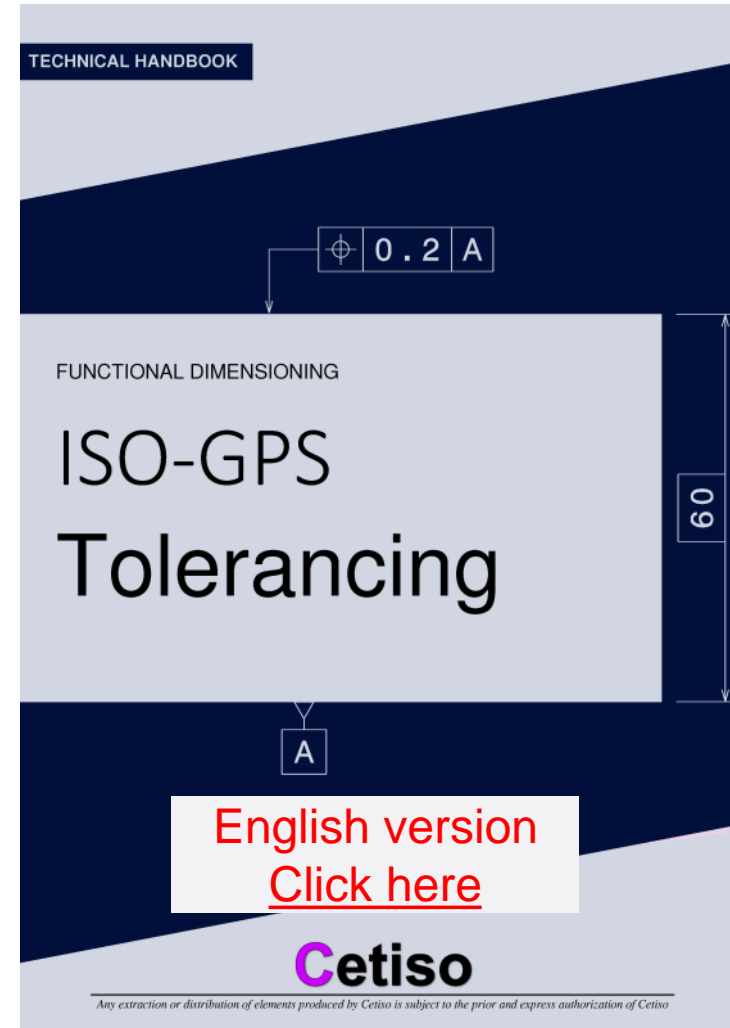 TECHNICAL HANDBOOK
⌖ 0.2 A
FUNCTIONAL DIMENSIONING
ISO-GPS
Tolerancing
60
A
English version
Click here
Cetiso
Any extraction or distribution of elements produced by Cetiso is subject to the prior and express authorization of Cetiso